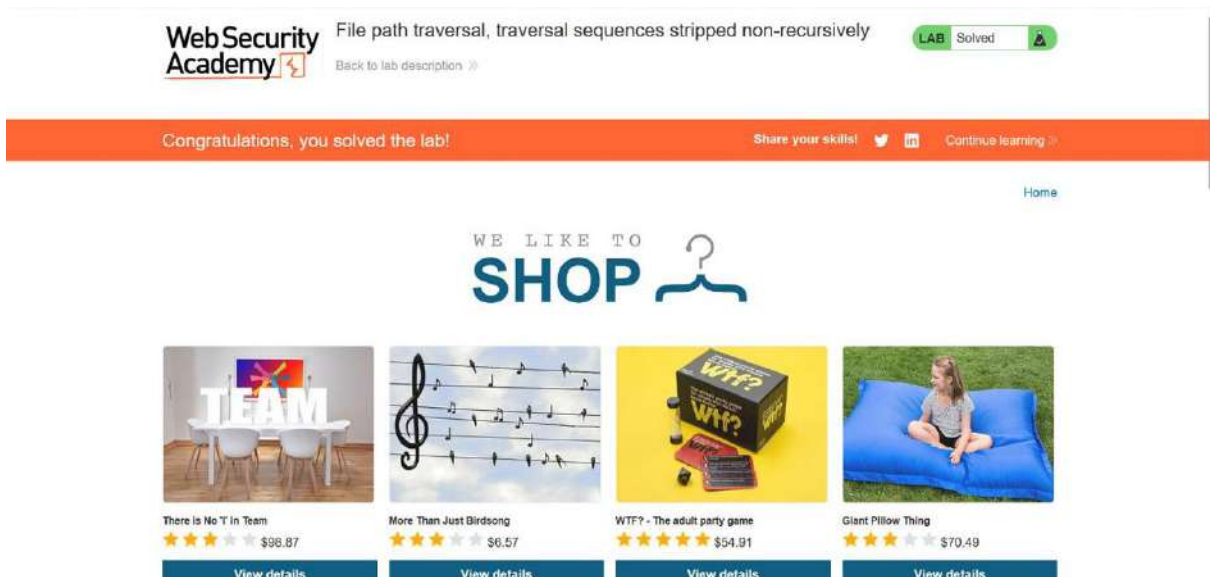 Web Security
Academy
File path traversal, traversal sequences stripped non-recursively
Back to lab description »
LAB Solved
Congratulations, you solved the lab!
Share your skills!
Continue learning »
Home
WE LIKE TO
SHOP
TEAM
Wtf?
Wtf?
There is No 'I' in Team
$98.87
View details
More Than Just Birdsong
$6.57
View details
WTF? - The adult party game
$54.91
View details
Giant Pillow Thing
$70.49
View details